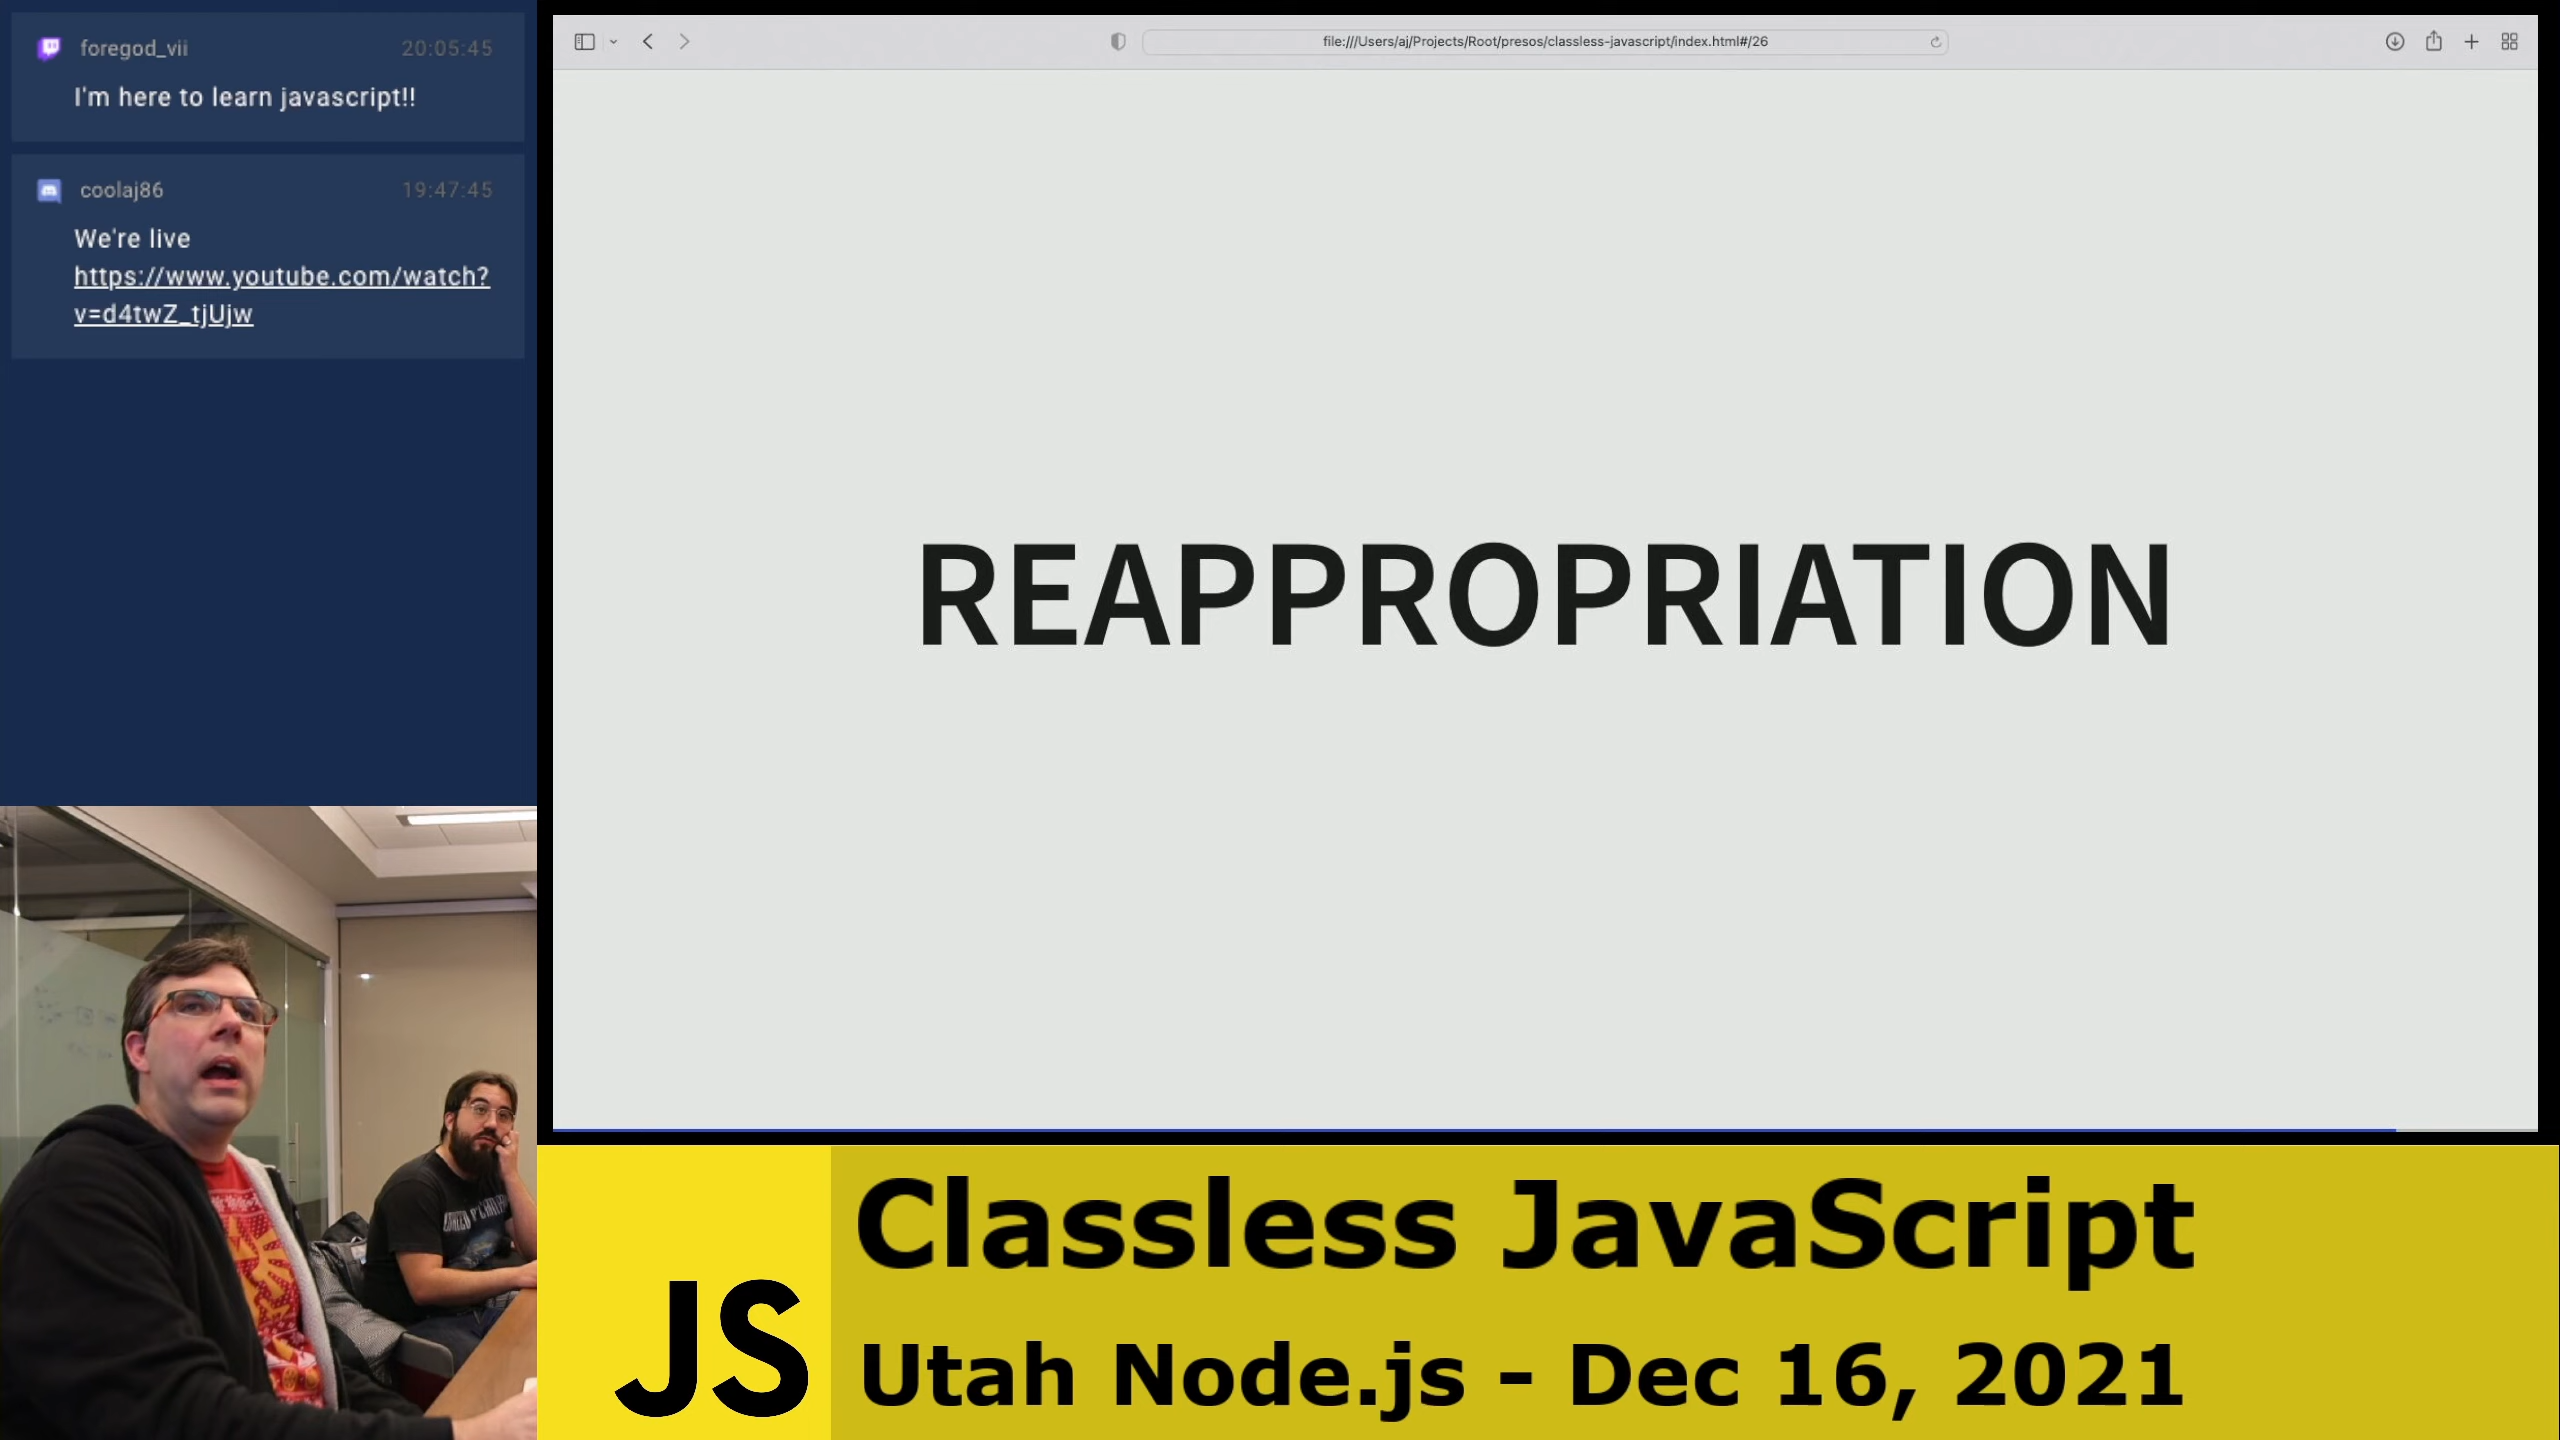 foregod_vii 20:05:45
I'm here to learn javascript!!
coolaj86 19:47:45
We're live
https://www.youtube.com/watch?
v=d4twZ_tjUjw
file:///Users/aj/Projects/Root/presos/classless-javascript/index.html#/26
REAPPROPRIATION
JS
Classless JavaScript
Utah Node.js - Dec 16, 2021